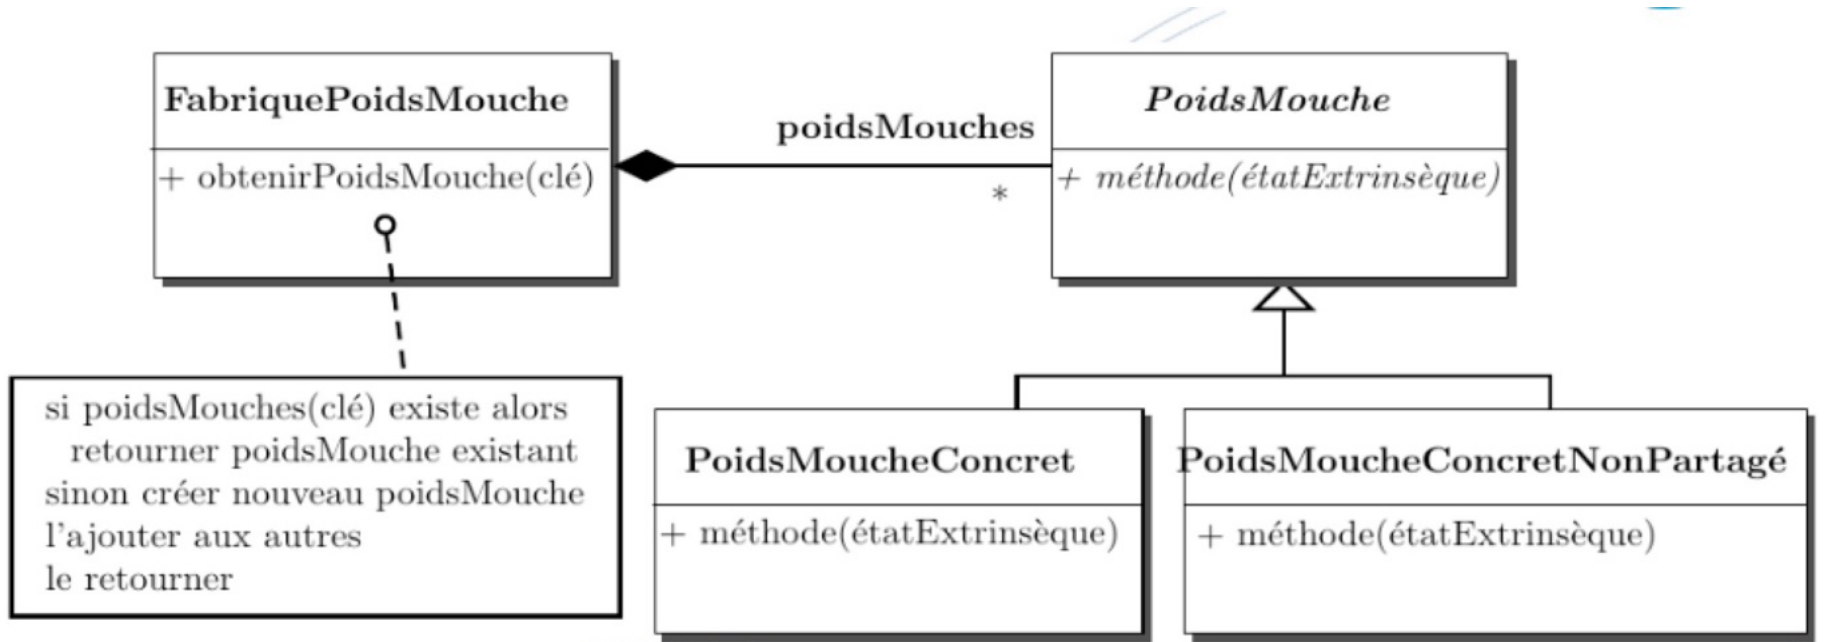 FabriquePoidsMouche
+ obtenirPoidsMouche(clé)
poidsMouches
*
PoidsMouche
+ méthode(étatExtrinsèque)
si poidsMouches(clé) existe alors
retourner poidsMouche existant
sinon créer nouveau poidsMouche
l'ajouter aux autres
le retourner
PoidsMoucheConcret
+ méthode(étatExtrinsèque)
PoidsMoucheConcretNonPartagé
+ méthode(étatExtrinsèque)